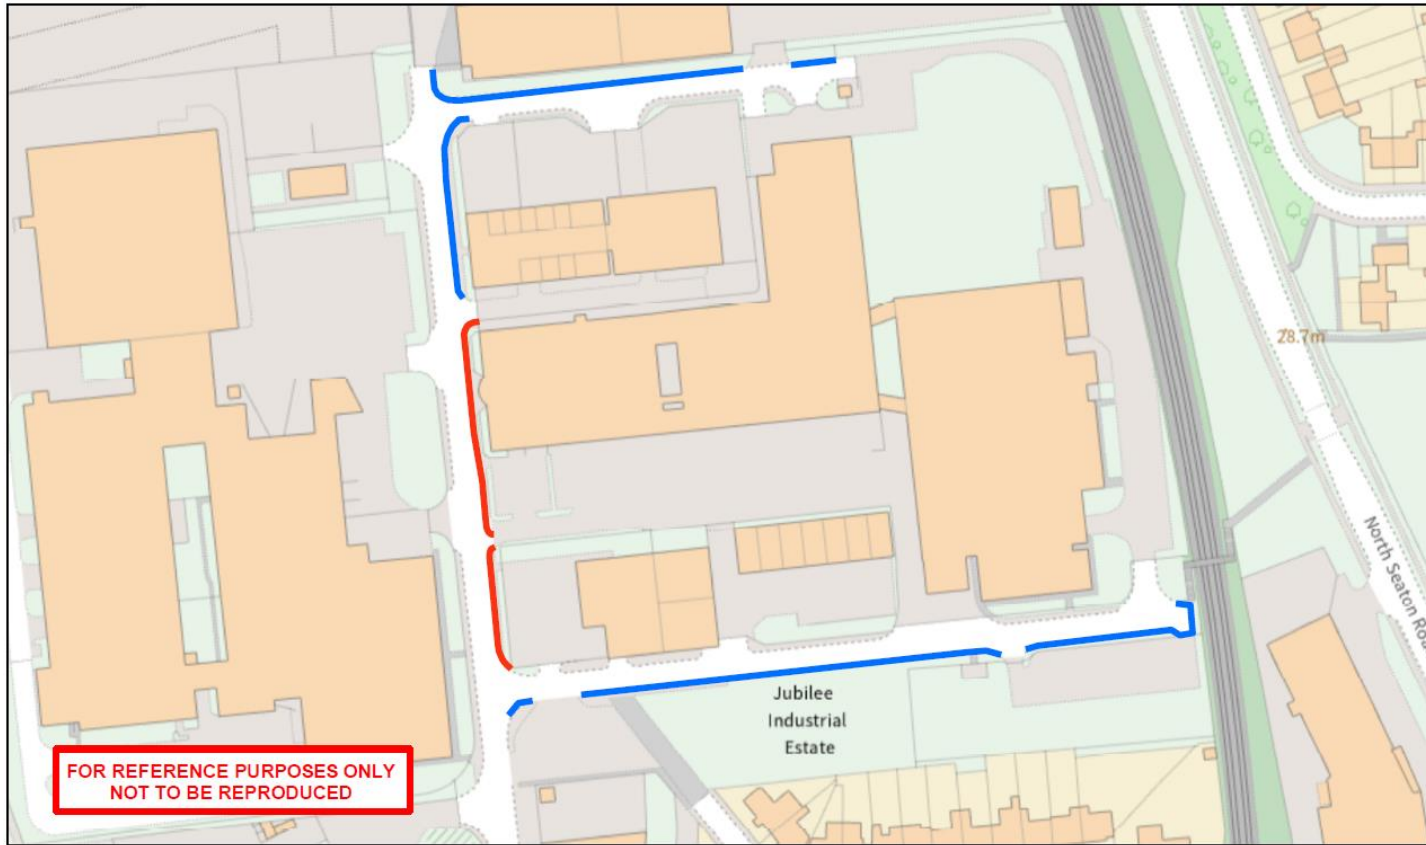 28.7m
North Seaton Roa
Jubilee
Industrial
Estate
FOR REFERENCE PURPOSES ONLY
NOT TO BE REPRODUCED